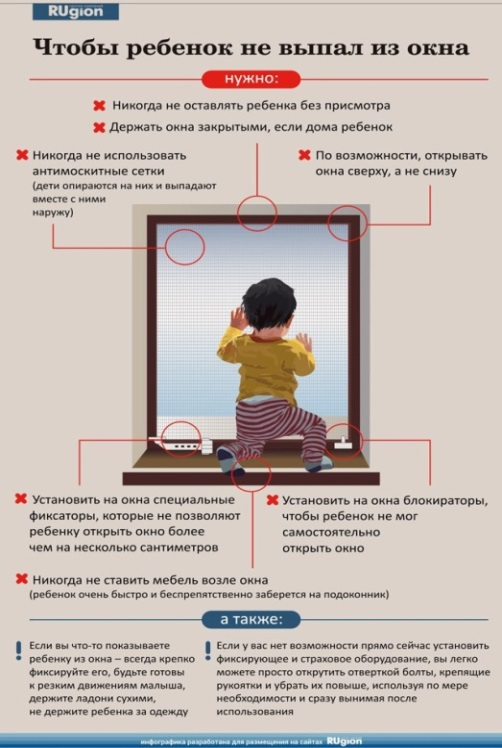 RUgion
Чтобы ребенок не выпал из окна
нужно:
Никогда не оставлять ребенка без присмотра
Держать окна закрытыми, если дома ребенок
Никогда не использовать
антимоскитные сетки
(дети опираются на них и выпадают
вместе с ними
наружу)
По возможности, открывать
окна сверху, а не снизу
Установить на окна специальные
фиксаторы, которые не позволяют
ребенку открыть окно более
чем на несколько сантиметров
Установить на окна блокираторы,
чтобы ребенок не мог
самостоятельно
открыть окно
Никогда не ставить мебель возле окна
(ребенок очень быстро и беспрепятственно заберется на подоконник)
а также:
Если вы что-то показываете
ребенку из окна – всегда крепко
фиксируйте его, будьте готовы
к резким движениям малыша,
держите ладони сухими,
не держите ребенка за одежду
Если у вас нет возможности прямо сейчас установить
фиксирующее и страховое оборудование, вы легко
можете просто открутить отверткой болты, крепящие
рукоятки и убрать их повыше, используя по мере
необходимости и сразу вынимая после
использования
инфографика разработана для размещения на сайтах RUgion